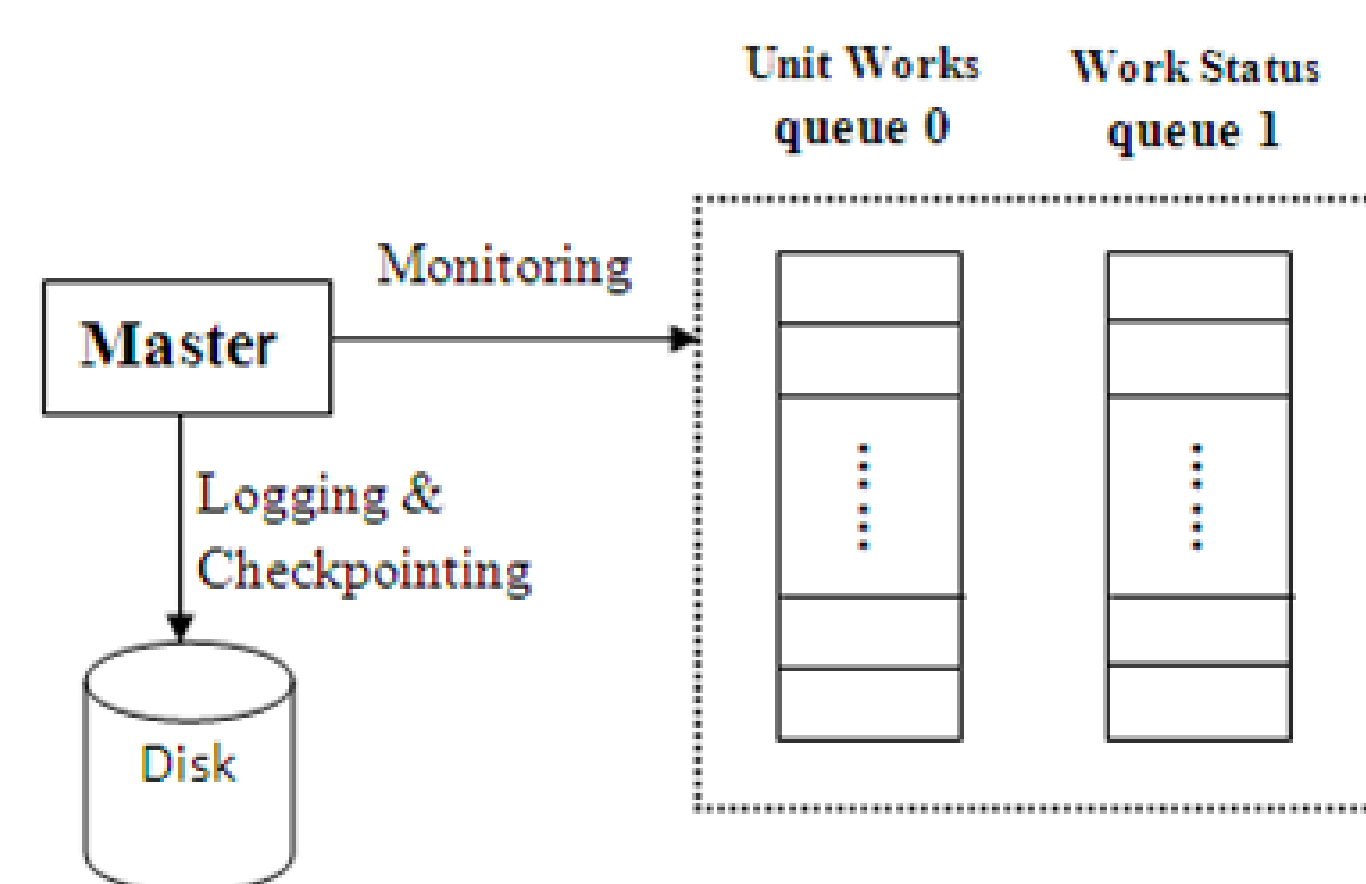 Unit Works
queue 0
Work Status
queue 1
Monitoring
Master
Logging &
Checkpointing
Disk